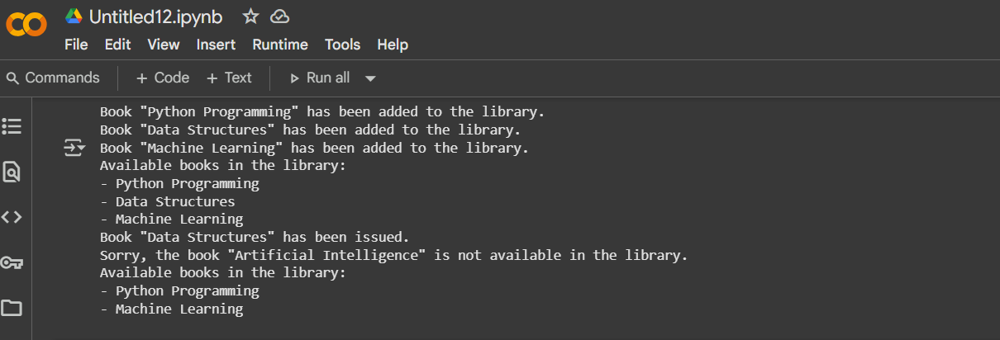 Untitled12.ipynb
File Edit View Insert Runtime Tools Help
Commands + Code + Text Run all
Book "Python Programming" has been added to the library.
Book "Data Structures" has been added to the library.
Book "Machine Learning" has been added to the library.
Available books in the library:
- Python Programming
- Data Structures
- Machine Learning
Book "Data Structures" has been issued.
Sorry, the book "Artificial Intelligence" is not available in the library.
Available books in the library:
- Python Programming
- Machine Learning